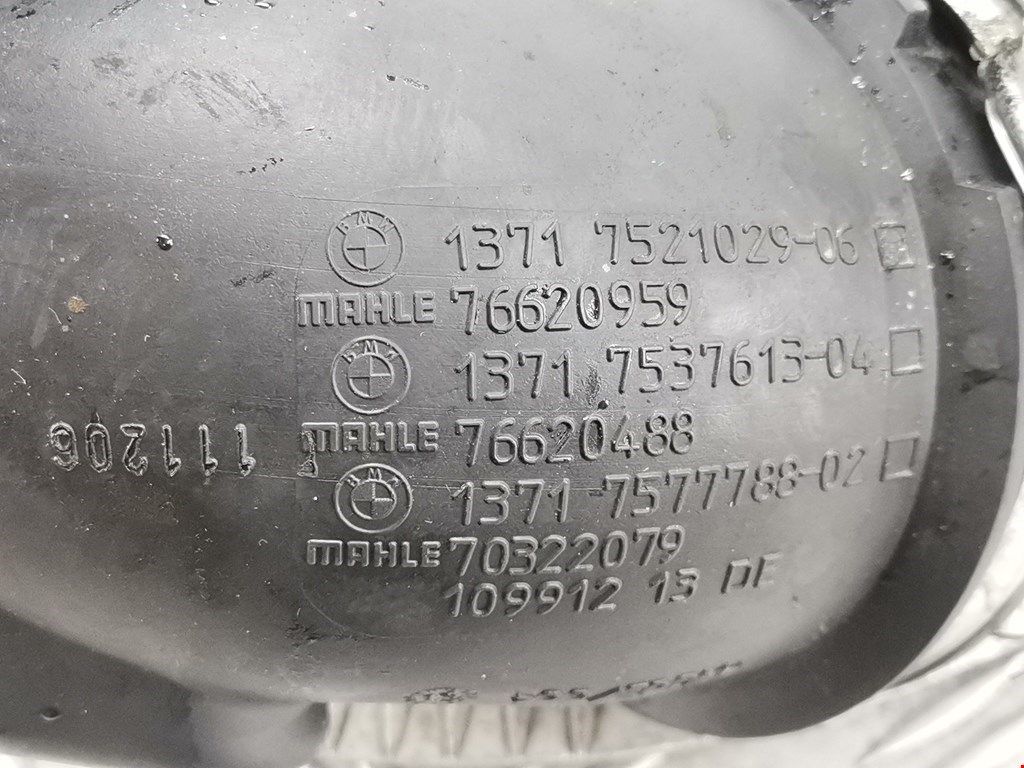 BMW 1371 7521029-06
MAHLE 76620959
BMW 1371 7537613-04
MAHLE 76620488
BMW 1371 7577788-02
MAHLE 70322079
109912 13 DE
111206